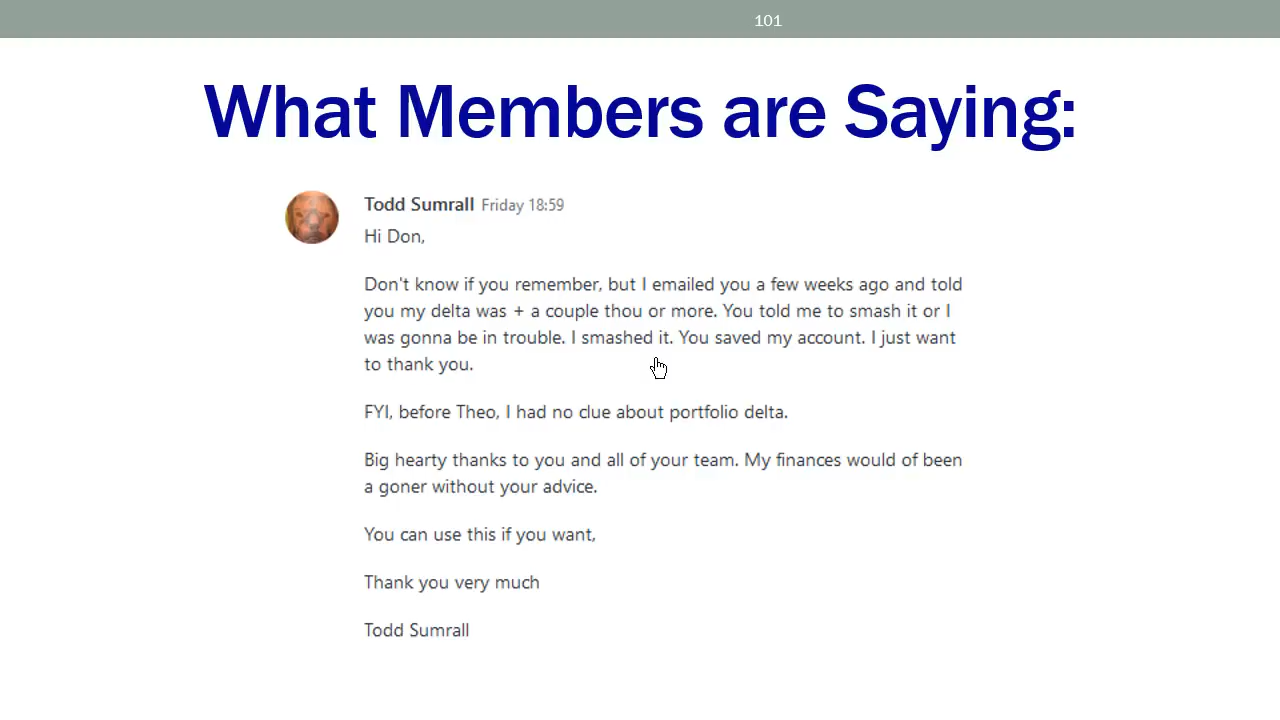 101
What Members are Saying:
Todd Sumrall Friday 18:59
Hi Don,
Don't know if you remember, but I emailed you a few weeks ago and told
you my delta was + a couple thou or more. You told me to smash it or I
was gonna be in trouble. I smashed it. You saved my account. I just want
to thank you.
FYI, before Theo, I had no clue about portfolio delta.
Big hearty thanks to you and all of your team. My finances would of been
a goner without your advice.
You can use this if you want,
Thank you very much
Todd Sumrall